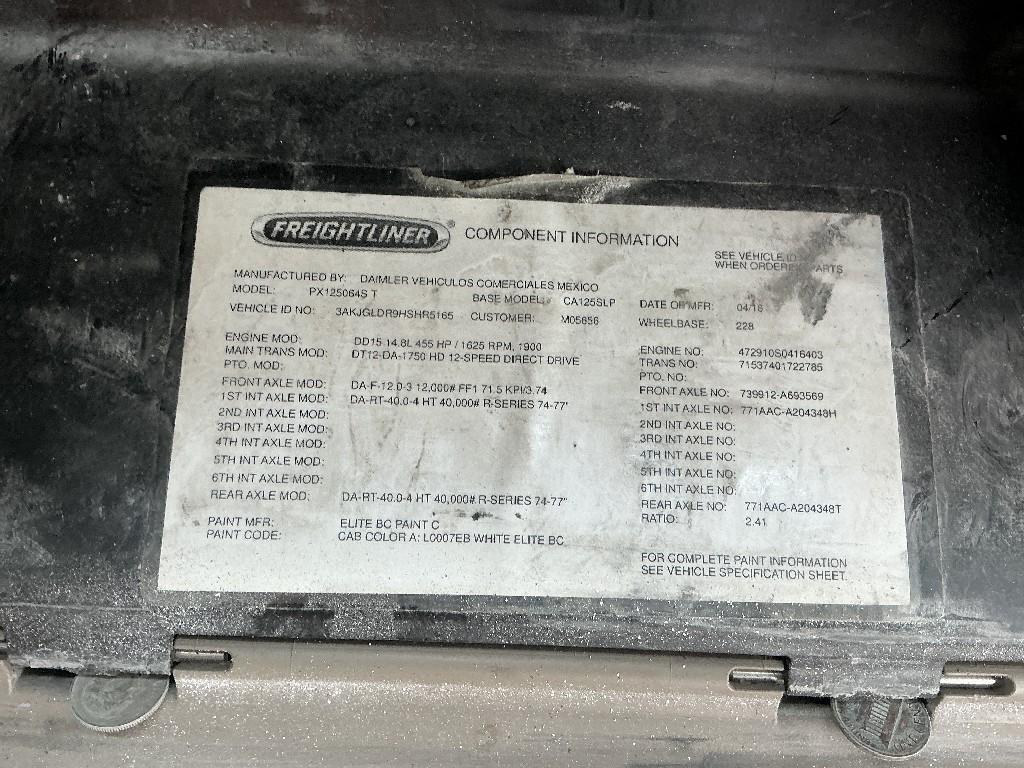 FREIGHTLINER® COMPONENT INFORMATION
SEE VEHICLE ID
WHEN ORDERE PARTS
MANUFACTURED BY: DAIMLER VEHICULOS COMERCIALES MEXICO
MODEL: PX125064S T BASE MODEL: CA125SLP DATE OF MFR: 04/16
VEHICLE ID NO: 3AKJGLDR9HSHR5165 CUSTOMER: M05656 WHEELBASE: 228
ENGINE MOD: DD15 14.8L 455 HP / 1625 RPM, 1900 ENGINE NO: 472910S0416403
MAIN TRANS MOD: DT12-DA-1750 HD 12-SPEED DIRECT DRIVE TRANS NO: 71537401722785
PTO. MOD: PTO. NO:
FRONT AXLE MOD: DA-F-12.0-3 12,000# FF1 71.5 KPI/3.74 FRONT AXLE NO: 739912-A693569
1ST INT AXLE MOD: DA-RT-40.0-4 HT 40,000# R-SERIES 74-77" 1ST INT AXLE NO: 771AAC-A204348H
2ND INT AXLE MOD: 2ND INT AXLE NO:
3RD INT AXLE MOD: 3RD INT AXLE NO:
4TH INT AXLE MOD: 4TH INT AXLE NO:
5TH INT AXLE MOD: 5TH INT AXLE NO:
6TH INT AXLE MOD: 6TH INT AXLE NO:
REAR AXLE MOD: DA-RT-40.0-4 HT 40,000# R-SERIES 74-77" REAR AXLE NO: 771AAC-A204348T
RATIO: 2.41
PAINT MFR: ELITE BC PAINT C
PAINT CODE: CAB COLOR A: L0007EB WHITE ELITE BC
FOR COMPLETE PAINT INFORMATION
SEE VEHICLE SPECIFICATION SHEET.